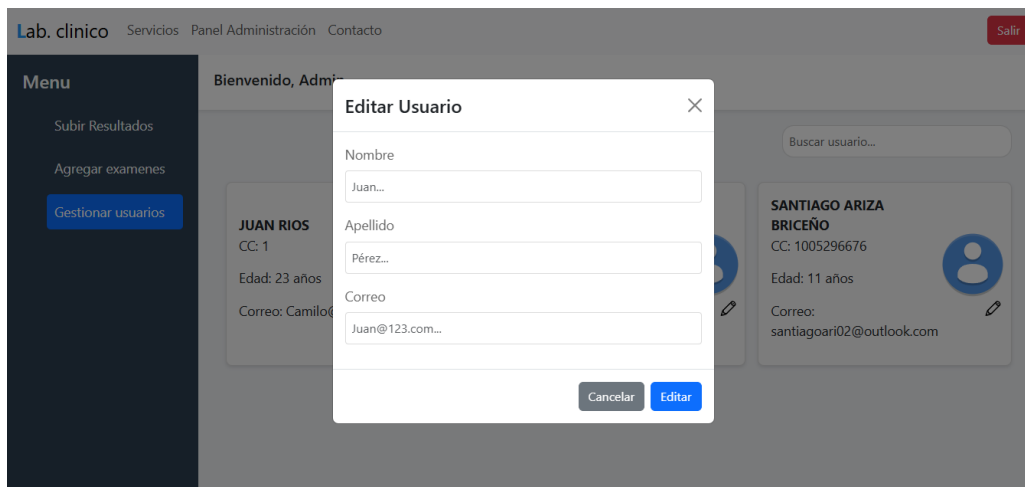 Lab. clinico Servicios Panel Administración Contacto Salir
Menu
Subir Resultados
Agregar examenes
Gestionar usuarios
Bienvenido, Admin
Buscar usuario...
JUAN RIOS
CC: 1
Edad: 23 años
Correo: Camilo@
SANTIAGO ARIZA
BRICEÑO
CC: 1005296676
Edad: 11 años
Correo:
santiagoari02@outlook.com
Editar Usuario
Nombre
Juan...
Apellido
Pérez...
Correo
Juan@123.com...
Cancelar Editar